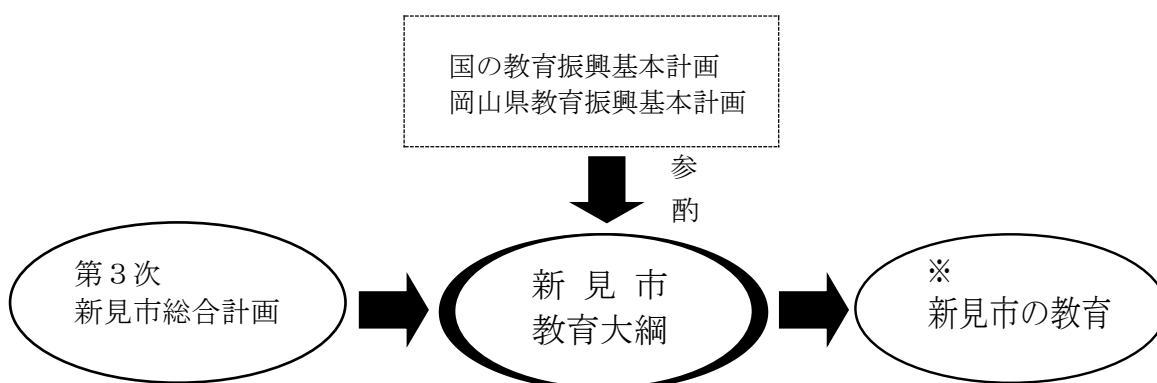 国の教育振興基本計画
岡山県教育振興基本計画
参
酌
第３次
新見市総合計画
新 見 市
教育大綱
※
新見市の教育